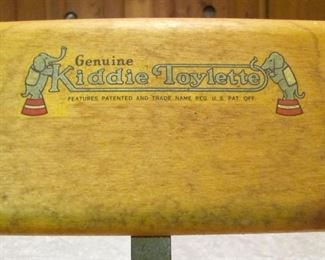 Genuine
Kiddie Toylette
FEATURES PATENTED AND TRADE NAME REG. U.S. PAT. OFF.